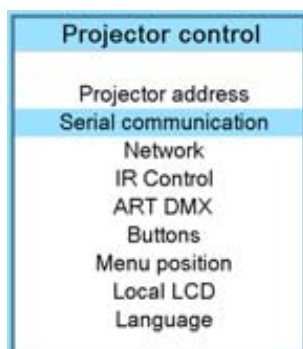 Projector control
Projector address
Serial communication
Network
IR Control
ART DMX
Buttons
Menu position
Local LCD
Language